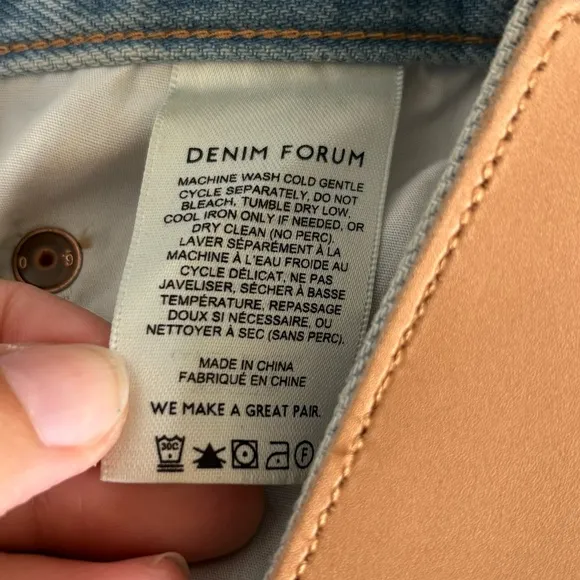 DENIM FORUM
MACHINE WASH COLD GENTLE
CYCLE SEPARATELY, DO NOT
BLEACH, TUMBLE DRY LOW,
COOL IRON ONLY IF NEEDED, OR
DRY CLEAN (NO PERC).
LAVER SÉPARÉMENT À LA
MACHINE À L'EAU FROIDE AU
CYCLE DÉLICAT, NE PAS
JAVELISER, SÉCHER À BASSE
TEMPÉRATURE, REPASSAGE
DOUX SI NÉCESSAIRE, OU
NETTOYER À SEC (SANS PERC).
MADE IN CHINA
FABRIQUÉ EN CHINE
WE MAKE A GREAT PAIR.
30C F